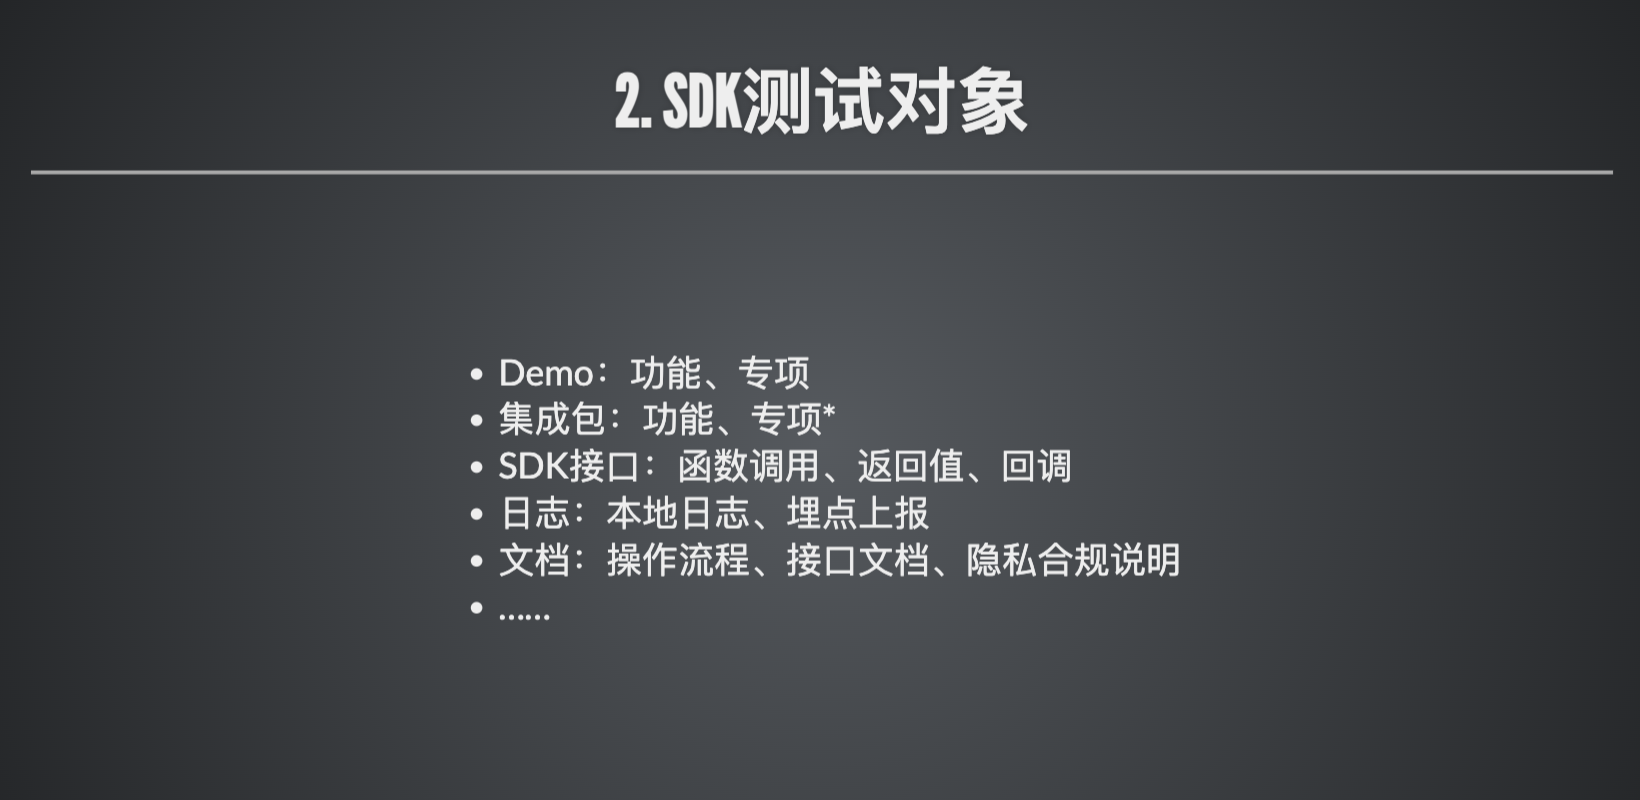 2. SDK测试对象
• Demo：功能、专项
• 集成包：功能、专项*
• SDK接口：函数调用、返回值、回调
• 日志：本地日志、埋点上报
• 文档：操作流程、接口文档、隐私合规说明
• ......